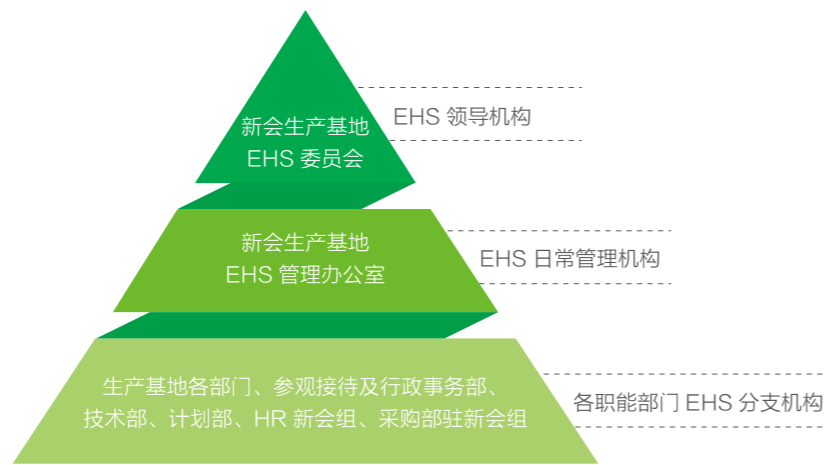 新会生产基地
EHS 委员会
EHS 领导机构
新会生产基地
EHS 管理办公室
EHS 日常管理机构
生产基地各部门、参观接待及行政事务部、
技术部、计划部、HR 新会组、采购部驻新会组
各职能部门 EHS 分支机构